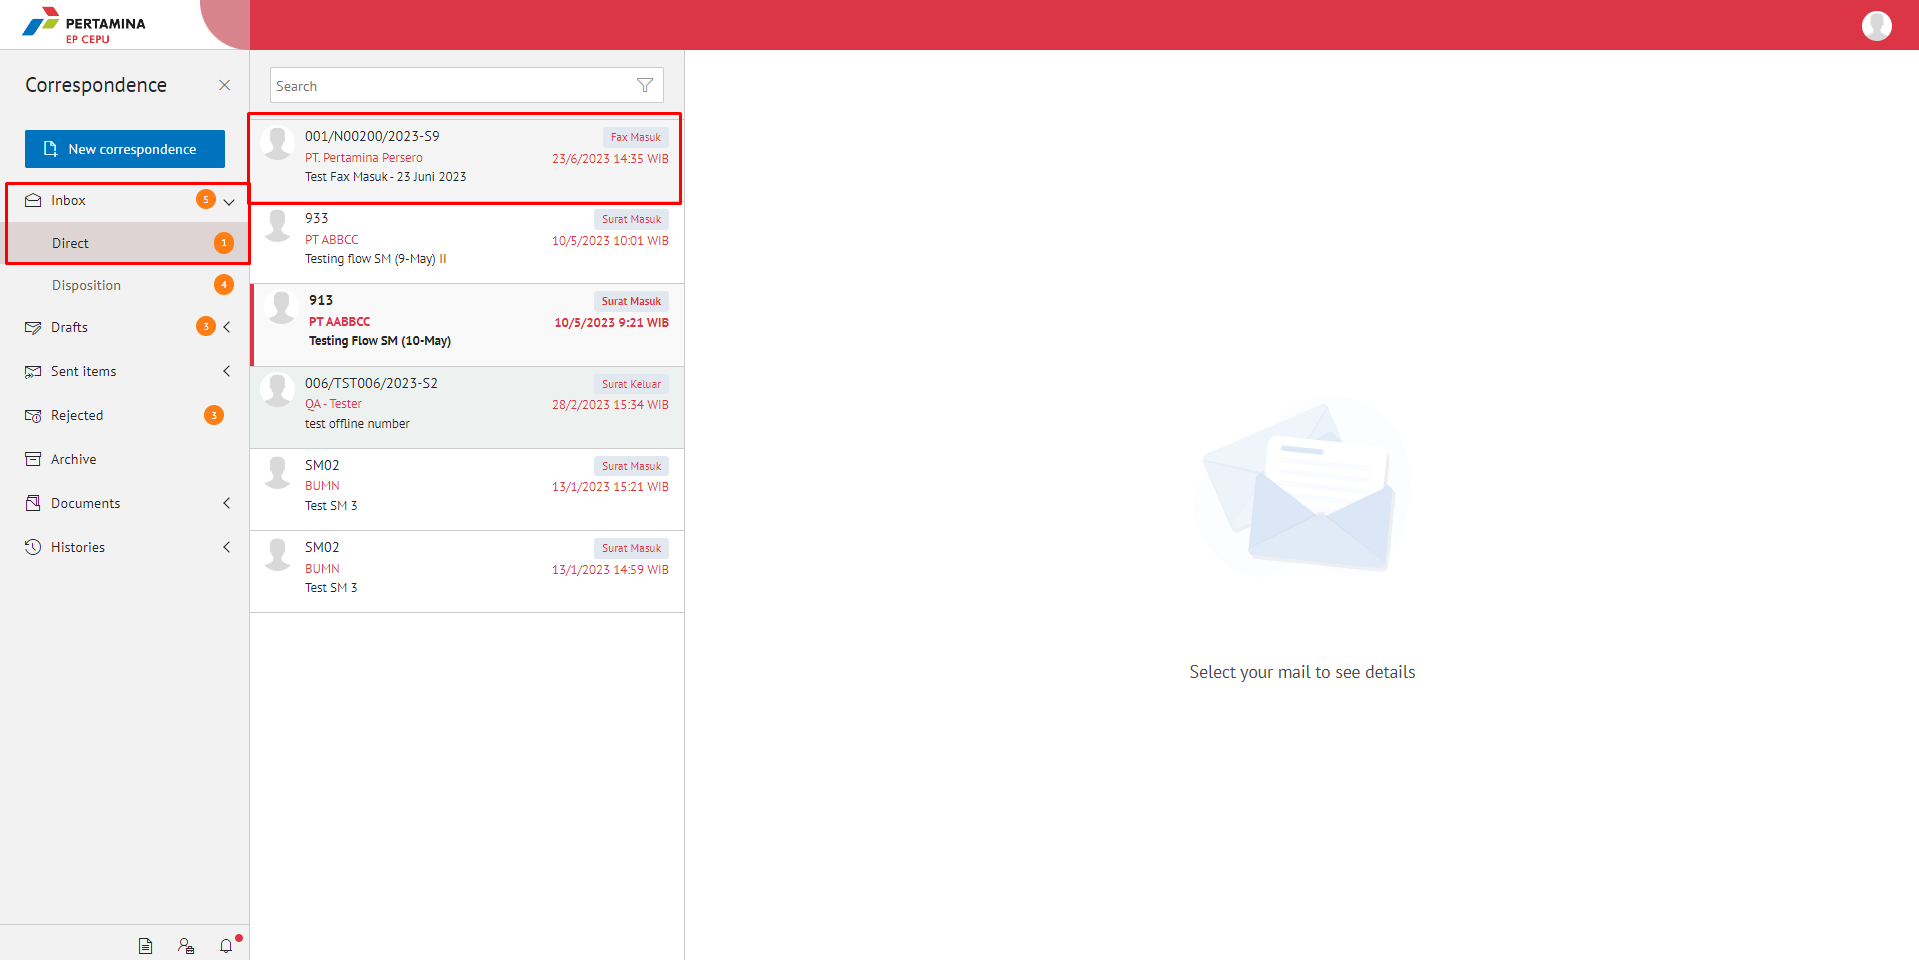 PERTAMINA
EP CEPU
Correspondence
New correspondence
Inbox 5
Direct 1
Disposition 4
Drafts 3
Sent items
Rejected 3
Archive
Documents
Histories
Search
001/N00200/2023-S9 Fax Masuk
PT. Pertamina Persero 23/6/2023 14:35 WIB
Test Fax Masuk - 23 Juni 2023
933 Surat Masuk
PT ABBCC 10/5/2023 10:01 WIB
Testing flow SM (9-May) II
913 Surat Masuk
PT AABBCC 10/5/2023 9:21 WIB
Testing Flow SM (10-May)
006/TST006/2023-S2 Surat Keluar
QA - Tester 28/2/2023 15:34 WIB
test offline number
SM02 Surat Masuk
BUMN 13/1/2023 15:21 WIB
Test SM 3
SM02 Surat Masuk
BUMN 13/1/2023 14:59 WIB
Test SM 3
Select your mail to see details